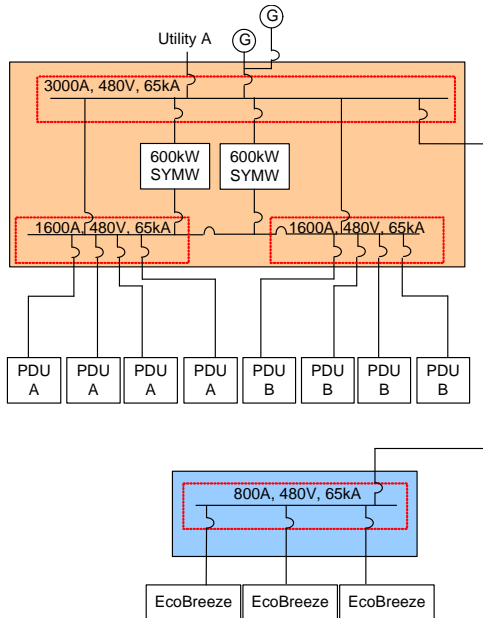 G
Utility A
G
3000A, 480V, 65kA
600kW
SYMW
600kW
SYMW
1600A, 480V, 65kA
1600A, 480V, 65kA
PDU
A
PDU
A
PDU
A
PDU
A
PDU
B
PDU
B
PDU
B
PDU
B
800A, 480V, 65kA
EcoBreeze
EcoBreeze
EcoBreeze